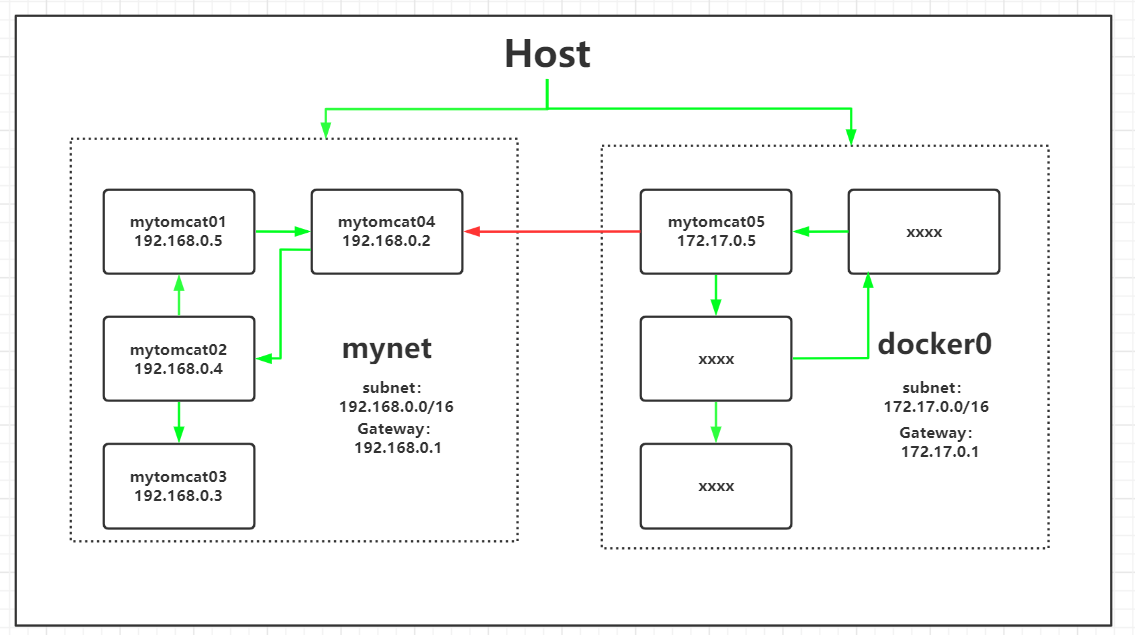 Host
mytomcat01
192.168.0.5
mytomcat04
192.168.0.2
mytomcat02
192.168.0.4
mytomcat03
192.168.0.3
mynet
subnet：
192.168.0.0/16
Gateway：
192.168.0.1
mytomcat05
172.17.0.5
xxxx
xxxx
xxxx
docker0
subnet：
172.17.0.0/16
Gateway：
172.17.0.1